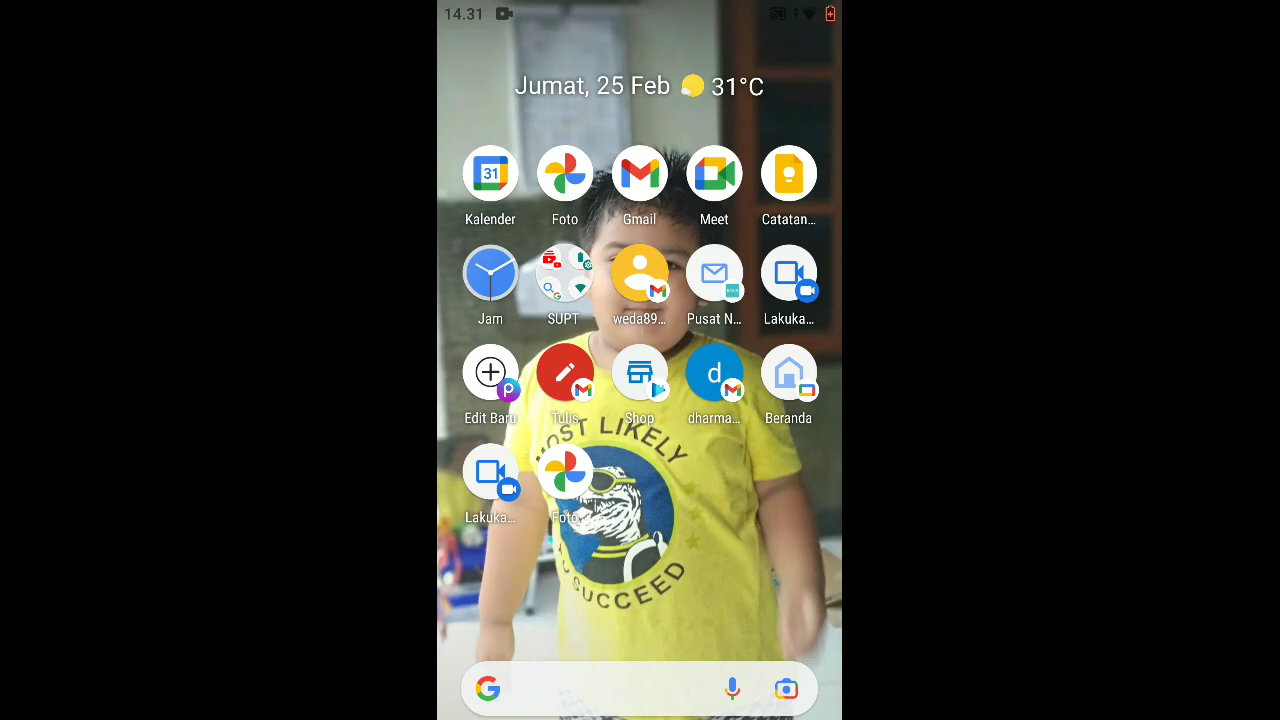 14.31
Jumat, 25 Feb 31°C
31
Kalender Foto Gmail Meet Catatan...
Jam SUPT weda89... Pusat N... Lakuka...
d
Edit Baru Tulis Shop dharma... Beranda
Lakuka... Foto
MOST LIKELY
SUCCEED